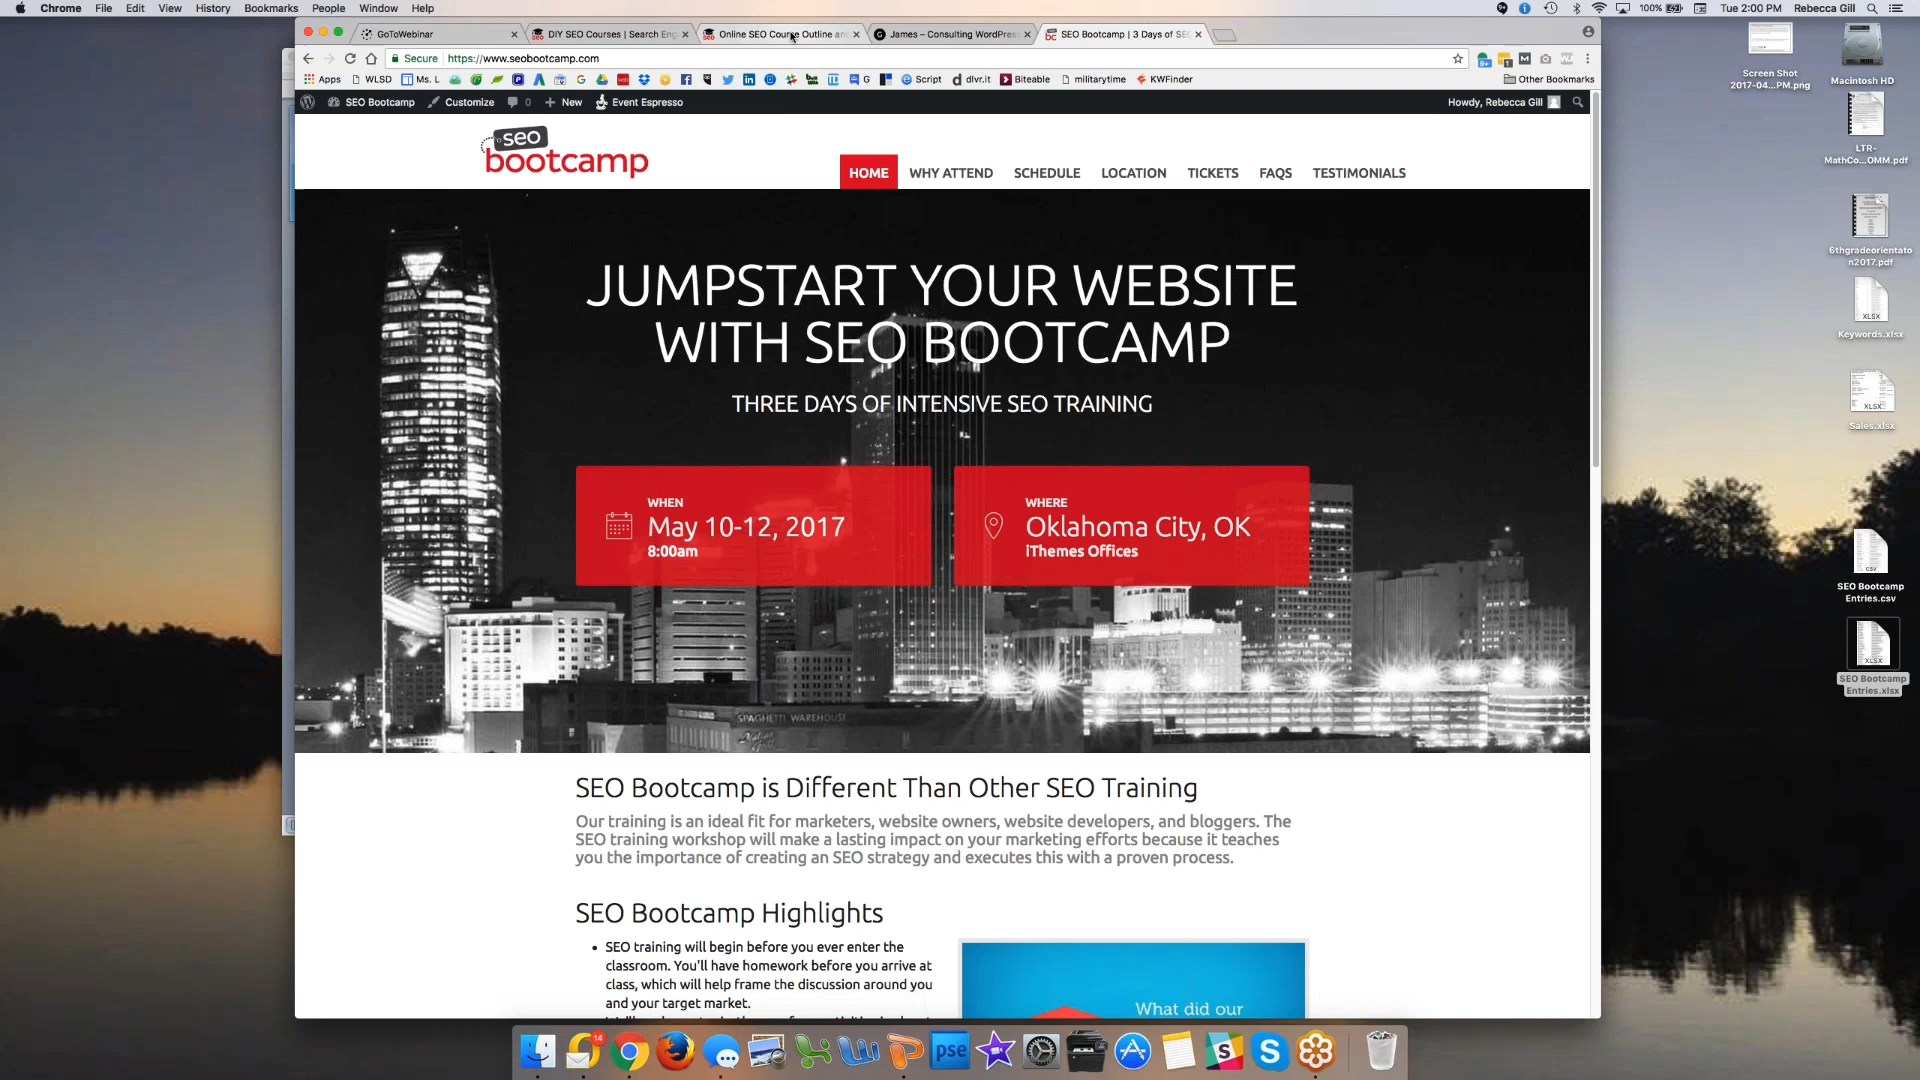 Chrome File Edit View History Bookmarks People Window Help
100% Tue 2:00 PM Rebecca Gill
GoToWebinar
DIY SEO Courses | Search Eng
Online SEO Course Outline an
James – Consulting WordPres
SEO Bootcamp | 3 Days of SE
Secure https://www.seobootcamp.com
Apps WLSD Ms. L G Script dlvr.it Biteable militarytime KWFinder Other Bookmarks
SEO Bootcamp Customize 0 New Event Espresso Howdy, Rebecca Gill
seo
bootcamp
HOME WHY ATTEND SCHEDULE LOCATION TICKETS FAQS TESTIMONIALS
JUMPSTART YOUR WEBSITE
WITH SEO BOOTCAMP
THREE DAYS OF INTENSIVE SEO TRAINING
WHEN
May 10-12, 2017
8:00am
WHERE
Oklahoma City, OK
iThemes Offices
SPAGHETTI WAREHOUSE
SEO Bootcamp is Different Than Other SEO Training
Our training is an ideal fit for marketers, website owners, website developers, and bloggers. The
SEO training workshop will make a lasting impact on your marketing efforts because it teaches
you the importance of creating an SEO strategy and executes this with a proven process.
SEO Bootcamp Highlights
• SEO training will begin before you ever enter the
classroom. You'll have homework before you arrive at
class, which will help frame the discussion around you
and your target market.
What did our
Screen Shot
2017-04...PM.png
Macintosh HD
LTR-
MathCo...OMM.pdf
6thgradeorientato
n2017.pdf
XLSX
Keywords.xlsx
XLSX
Sales.xlsx
CSV
SEO Bootcamp
Entries.csv
XLSX
SEO Bootcamp
Entries.xlsx
14
pse